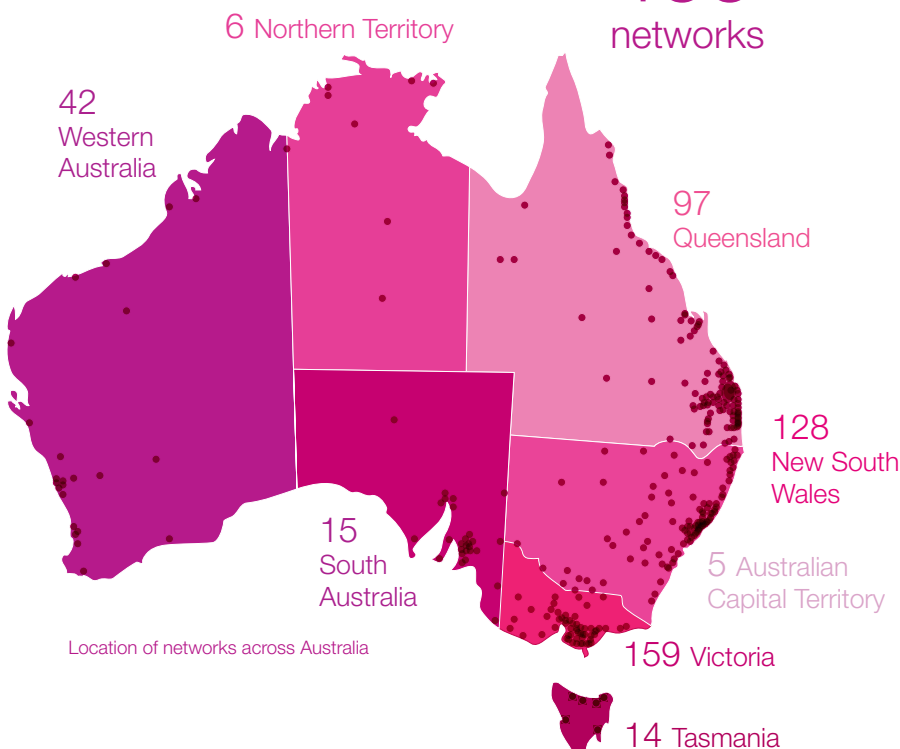 networks
6 Northern Territory
42
Western
Australia
97
Queensland
128
New South
Wales
15
South
Australia
5 Australian
Capital Territory
Location of networks across Australia
159 Victoria
14 Tasmania